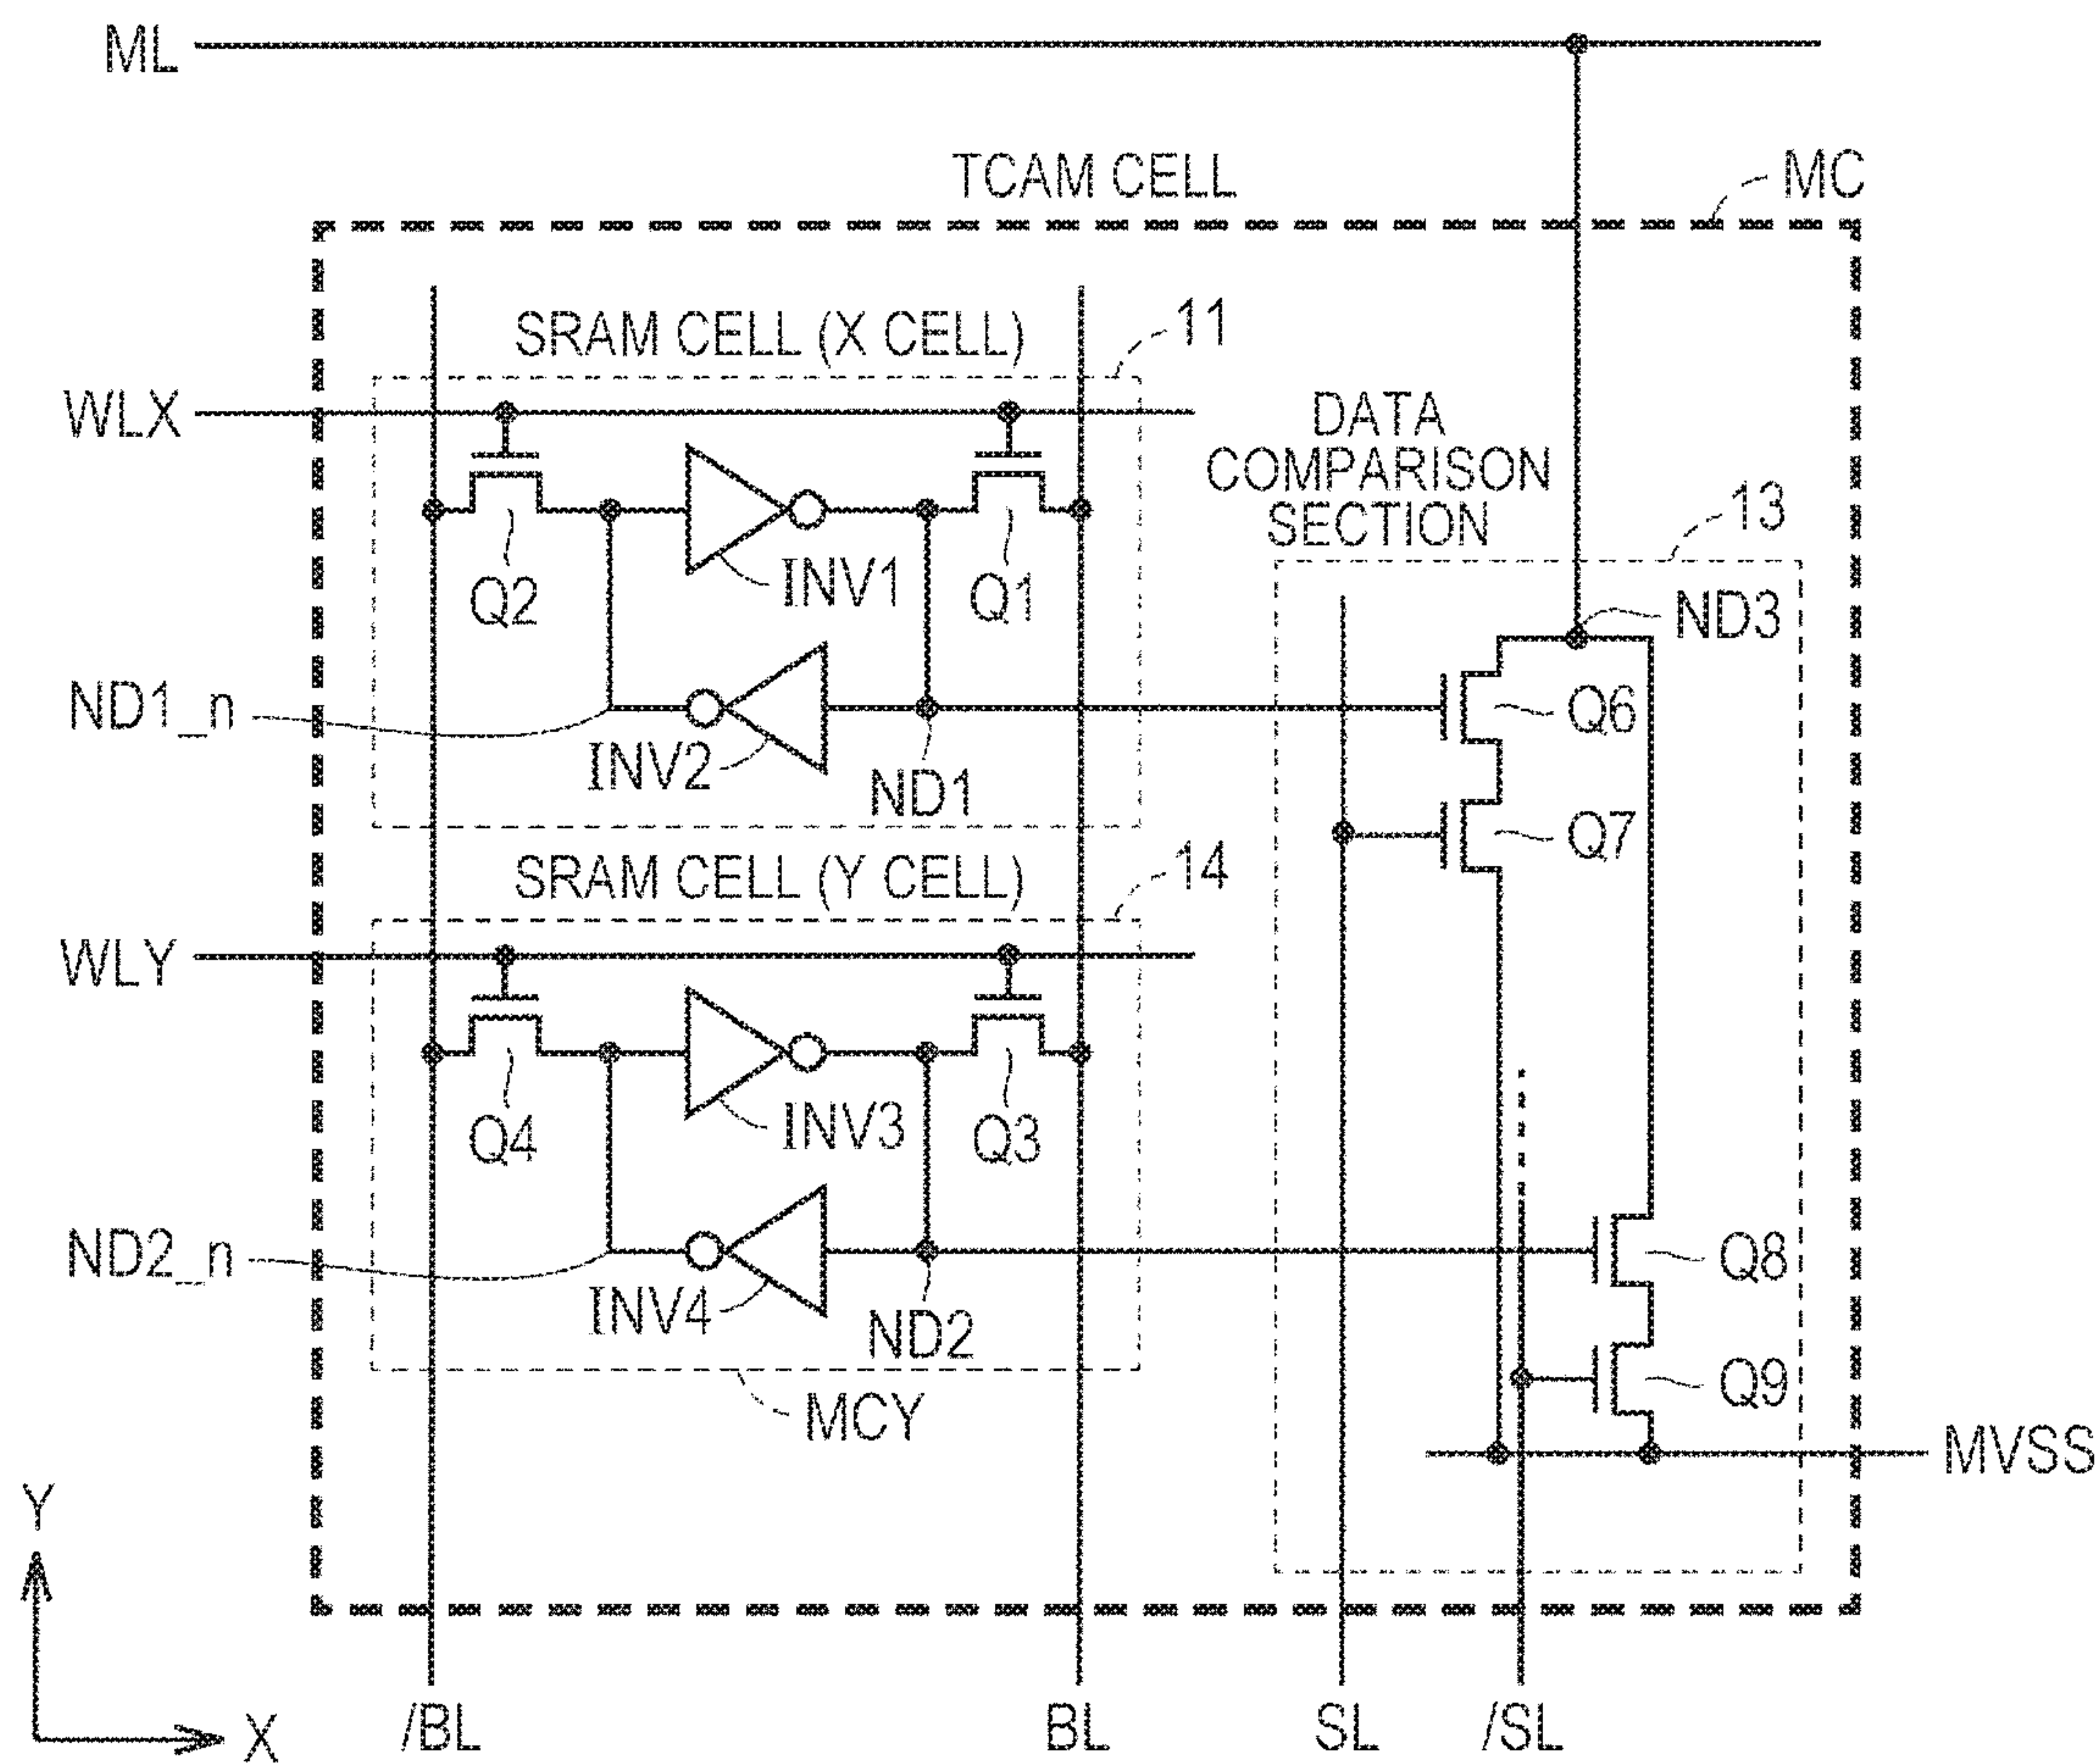 ML
TCAM CELL
MC
SRAM CELL (X CELL)
11
WLX
DATA
COMPARISON
SECTION
13
Q2
INV1
Q1
ND3
ND1_n
INV2
ND1
Q6
Q7
SRAM CELL (Y CELL)
14
WLY
Q4
INV3
Q3
ND2_n
INV4
ND2
Q8
Q9
MCY
MVSS
Y
X
/BL
BL
SL
/SL